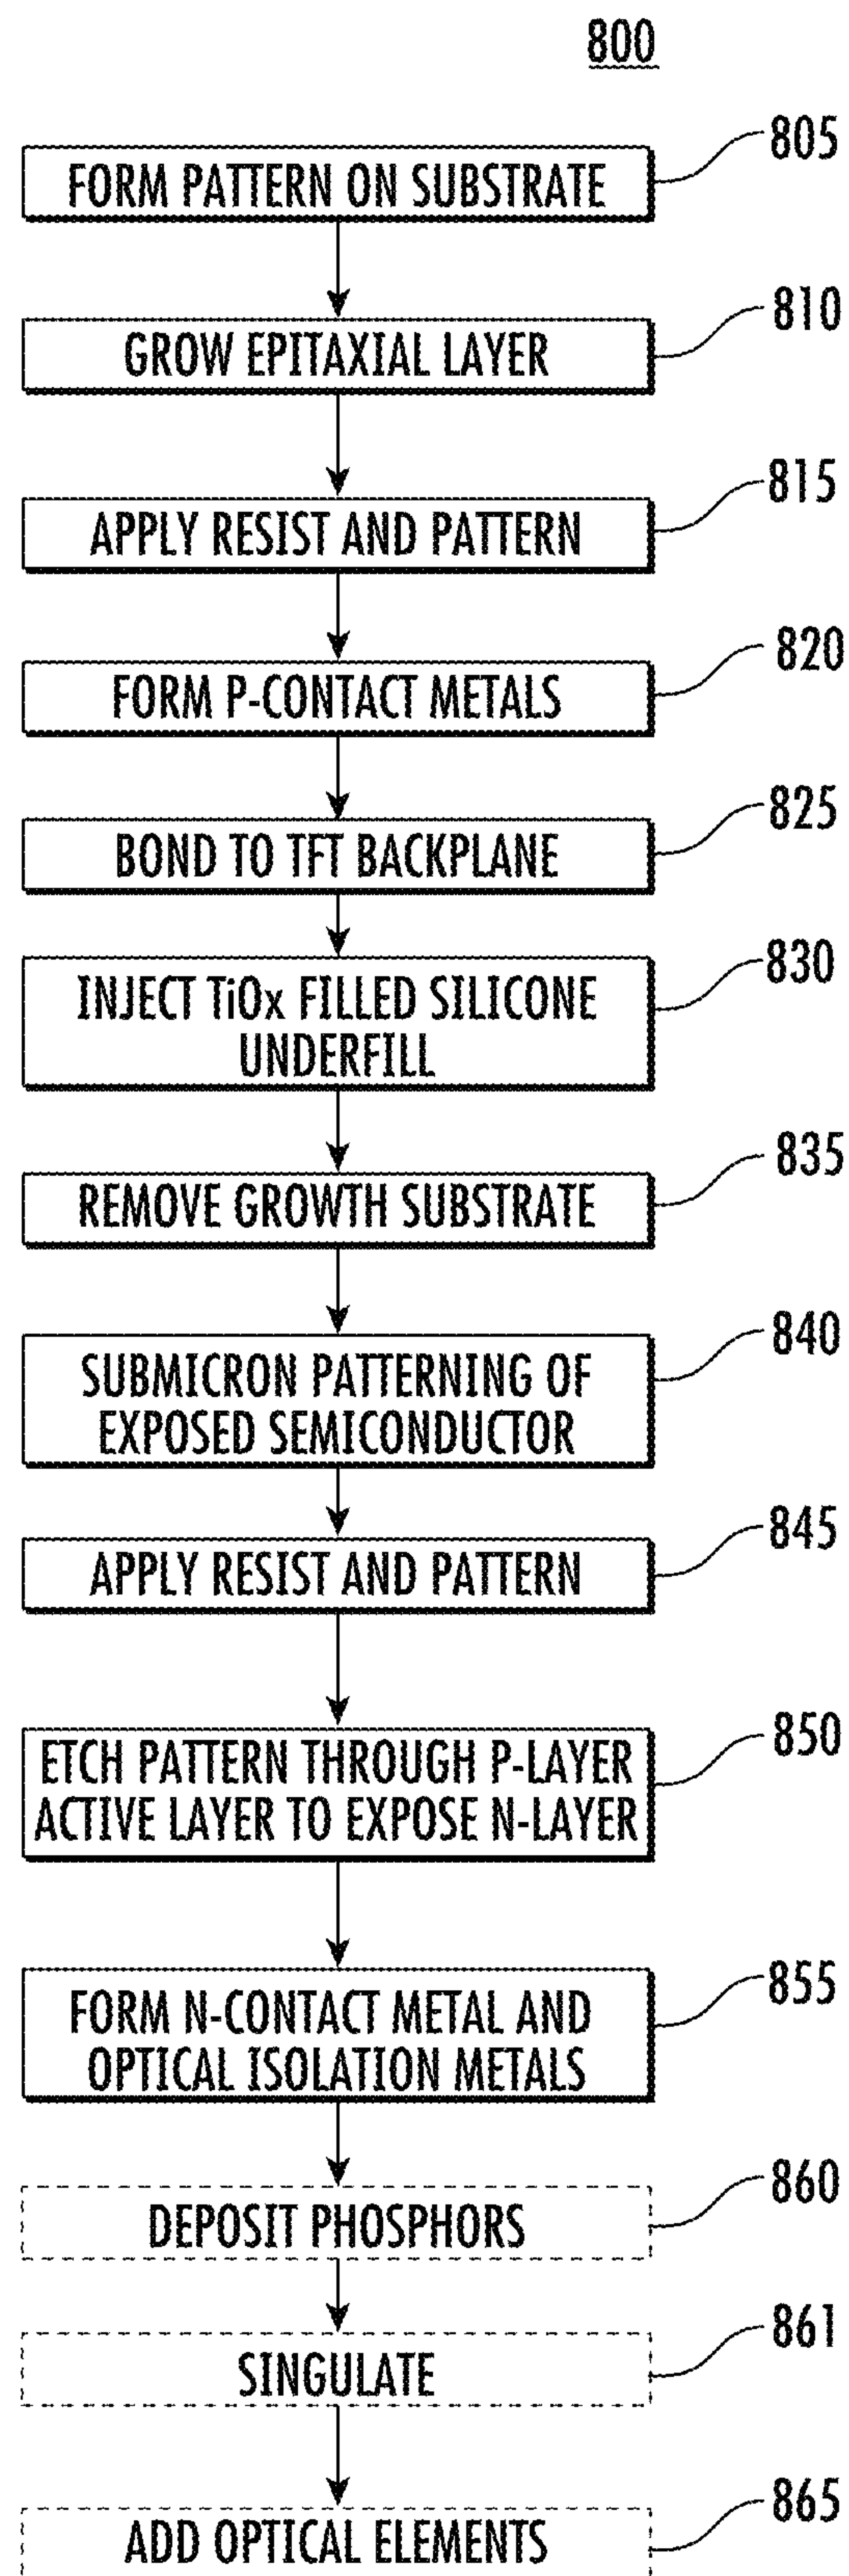 800
FORM PATTERN ON SUBSTRATE
805
GROW EPITAXIAL LAYER
810
APPLY RESIST AND PATTERN
815
FORM P-CONTACT METALS
820
BOND TO TFT BACKPLANE
825
INJECT TiOx FILLED SILICONE
UNDERFILL
830
REMOVE GROWTH SUBSTRATE
835
SUBMICRON PATTERNING OF
EXPOSED SEMICONDUCTOR
840
APPLY RESIST AND PATTERN
845
ETCH PATTERN THROUGH P-LAYER
ACTIVE LAYER TO EXPOSE N-LAYER
850
FORM N-CONTACT METAL AND
OPTICAL ISOLATION METALS
855
DEPOSIT PHOSPHORS
860
SINGULATE
861
ADD OPTICAL ELEMENTS
865